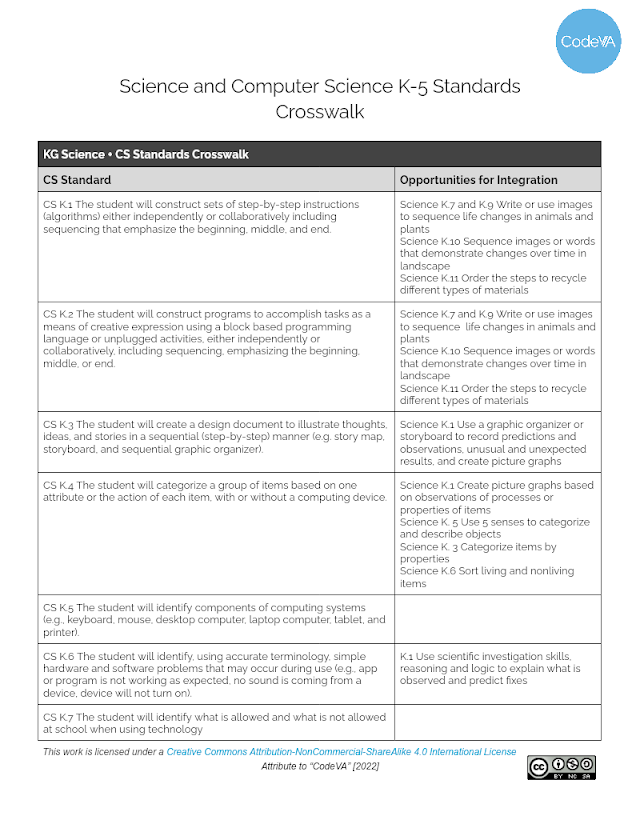 CodeVA
Science and Computer Science K-5 Standards
Crosswalk
KG Science • CS Standards Crosswalk
CS Standard
Opportunities for Integration
CS K.1 The student will construct sets of step-by-step instructions
(algorithms) either independently or collaboratively including
sequencing that emphasize the beginning, middle, and end.
Science K.7 and K.9 Write or use images
to sequence life changes in animals and
plants
Science K.10 Sequence images or words
that demonstrate changes over time in
landscape
Science K.11 Order the steps to recycle
different types of materials
CS K.2 The student will construct programs to accomplish tasks as a
means of creative expression using a block based programming
language or unplugged activities, either independently or
collaboratively, including sequencing, emphasizing the beginning,
middle, or end.
Science K.7 and K.9 Write or use images
to sequence  life changes in animals and
plants
Science K.10 Sequence images or words
that demonstrate changes over time in
landscape
Science K.11 Order the steps to recycle
different types of materials
CS K.3 The student will create a design document to illustrate thoughts,
ideas, and stories in a sequential (step-by-step) manner (e.g. story map,
storyboard, and sequential graphic organizer).
Science K.1 Use a graphic organizer or
storyboard to record predictions and
observations, unusual and unexpected
results, and create picture graphs
CS K.4 The student will categorize a group of items based on one
attribute or the action of each item, with or without a computing device.
Science K.1 Create picture graphs based
on observations of processes or
properties of items
Science K. 5 Use 5 senses to categorize
and describe objects
Science K. 3 Categorize items by
properties
Science K.6 Sort living and nonliving
items
CS K.5 The student will identify components of computing systems
(e.g., keyboard, mouse, desktop computer, laptop computer, tablet, and
printer).
CS K.6 The student will identify, using accurate terminology, simple
hardware and software problems that may occur during use (e.g., app
or program is not working as expected, no sound is coming from a
device, device will not turn on).
K.1 Use scientific investigation skills,
reasoning and logic to explain what is
observed and predict fixes
CS K.7 The student will identify what is allowed and what is not allowed
at school when using technology
This work is licensed under a Creative Commons Attribution-NonCommercial-ShareAlike 4.0 International License
Attribute to "CodeVA" [2022]
cc
BY NC SA